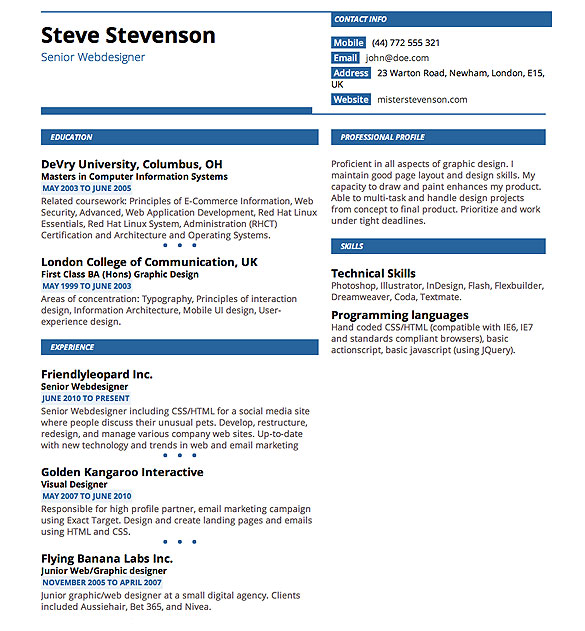 Steve Stevenson
Senior Webdesigner
CONTACT INFO
Mobile (44) 772 555 321
Email john@doe.com
Address 23 Warton Road, Newham, London, E15,
UK
Website misterstevenson.com
EDUCATION
DeVry University, Columbus, OH
Masters in Computer Information Systems
MAY 2003 TO JUNE 2005
Related coursework: Principles of E-Commerce Information, Web
Security, Advanced, Web Application Development, Red Hat Linux
Essentials, Red Hat Linux System, Administration (RHCT)
Certification and Architecture and Operating Systems.
London College of Communication, UK
First Class BA (Hons) Graphic Design
MAY 1999 TO JUNE 2003
Areas of concentration: Typography, Principles of interaction
design, Information Architecture, Mobile UI design, User-
experience design.
EXPERIENCE
Friendlyleopard Inc.
Senior Webdesigner
JUNE 2010 TO PRESENT
Senior Webdesigner including CSS/HTML for a social media site
where people discuss their unusual pets. Develop, restructure,
redesign, and manage various company web sites. Up-to-date
with new technology and trends in web and email marketing
Golden Kangaroo Interactive
Visual Designer
MAY 2007 TO JUNE 2010
Responsible for high profile partner, email marketing campaign
using Exact Target. Design and create landing pages and emails
using HTML and CSS.
Flying Banana Labs Inc.
Junior Web/Graphic designer
NOVEMBER 2005 TO APRIL 2007
Junior graphic/web designer at a small digital agency. Clients
included Aussiehair, Bet 365, and Nivea.
PROFESSIONAL PROFILE
Proficient in all aspects of graphic design. I
maintain good page layout and design skills. My
capacity to draw and paint enhances my product.
Able to multi-task and handle design projects
from concept to final product. Prioritize and work
under tight deadlines.
SKILLS
Technical Skills
Photoshop, Illustrator, InDesign, Flash, Flexbuilder,
Dreamweaver, Coda, Textmate.
Programming languages
Hand coded CSS/HTML (compatible with IE6, IE7
and standards compliant browsers), basic
actionscript, basic javascript (using JQuery).